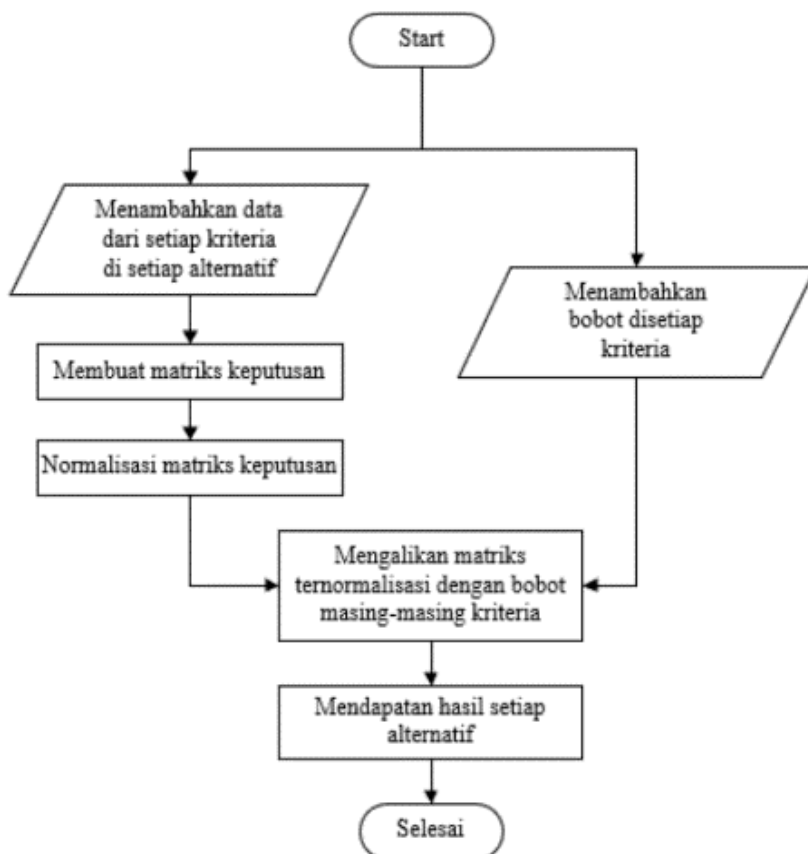 Start
Menambahkan data
dari setiap kriteria
di setiap alternatif
Menambahkan
bobot disetiap
kriteria
Membuat matriks keputusan
Normalisasi matriks keputusan
Mengalikan matriks
ternormalisasi dengan bobot
masing-masing kriteria
Mendapatan hasil setiap
alternatif
Selesai